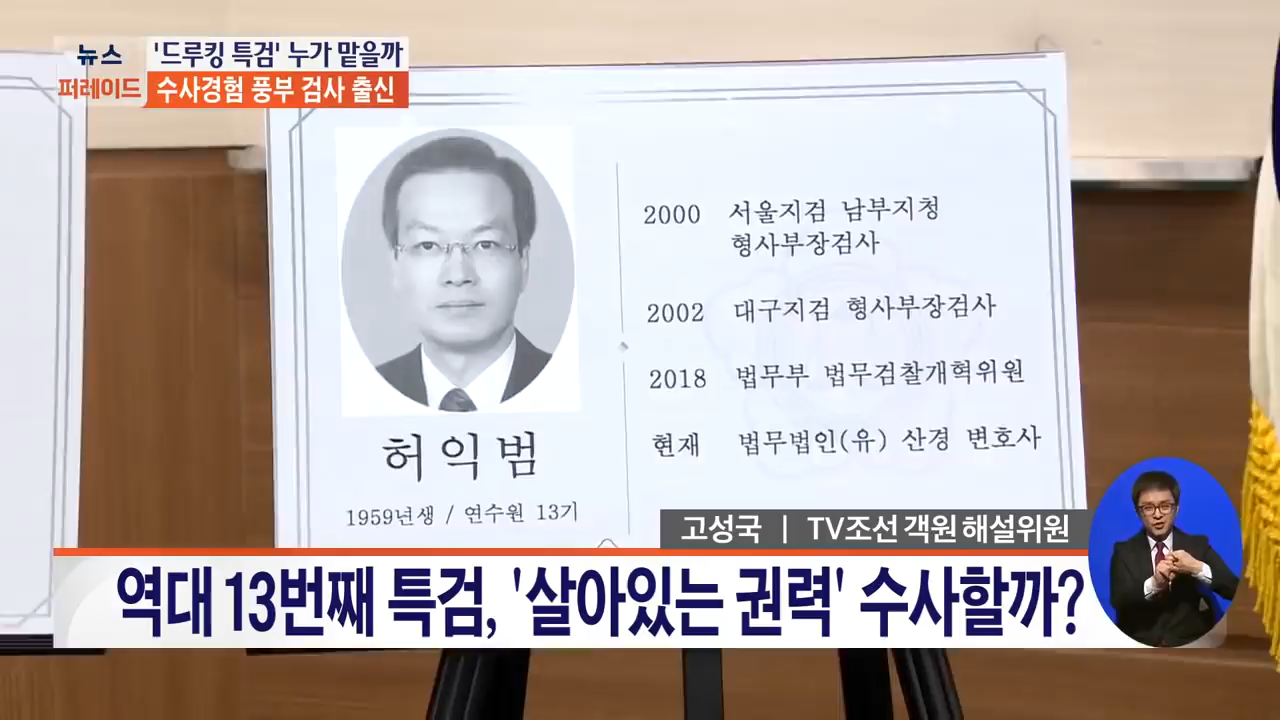 뉴스
퍼레이드
'드루킹 특검' 누가 맡을까
수사경험 풍부 검사 출신
허익범
1959년생 / 연수원 13기
2000 서울지검 남부지청
형사부장검사
2002 대구지검 형사부장검사
2018 법무부 법무검찰개혁위원
현재 법무법인(유) 산경 변호사
고성국 | TV조선 객원 해설위원
역대 13번째 특검, '살아있는 권력' 수사할까?